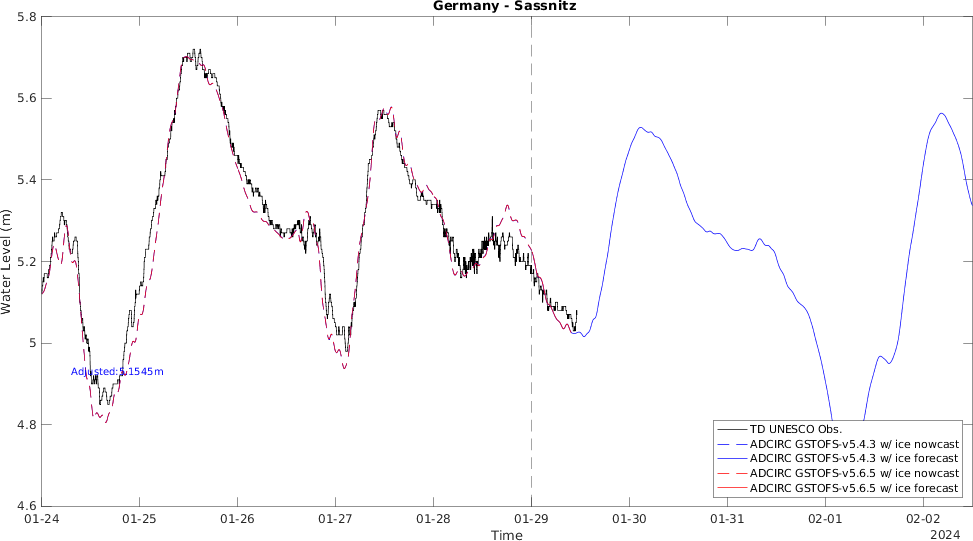 Germany - Sassnitz
5.8
5.6
5.4
5.2
5
4.8
4.6
Water Level (m)
Adjusted:5.1545m
TD UNESCO Obs.
ADCIRC GSTOFS-v5.4.3 w/ ice nowcast
ADCIRC GSTOFS-v5.4.3 w/ ice forecast
ADCIRC GSTOFS-v5.6.5 w/ ice nowcast
ADCIRC GSTOFS-v5.6.5 w/ ice forecast
01-24 01-25 01-26 01-27 01-28 01-29 01-30 01-31 02-01 02-02
Time
2024